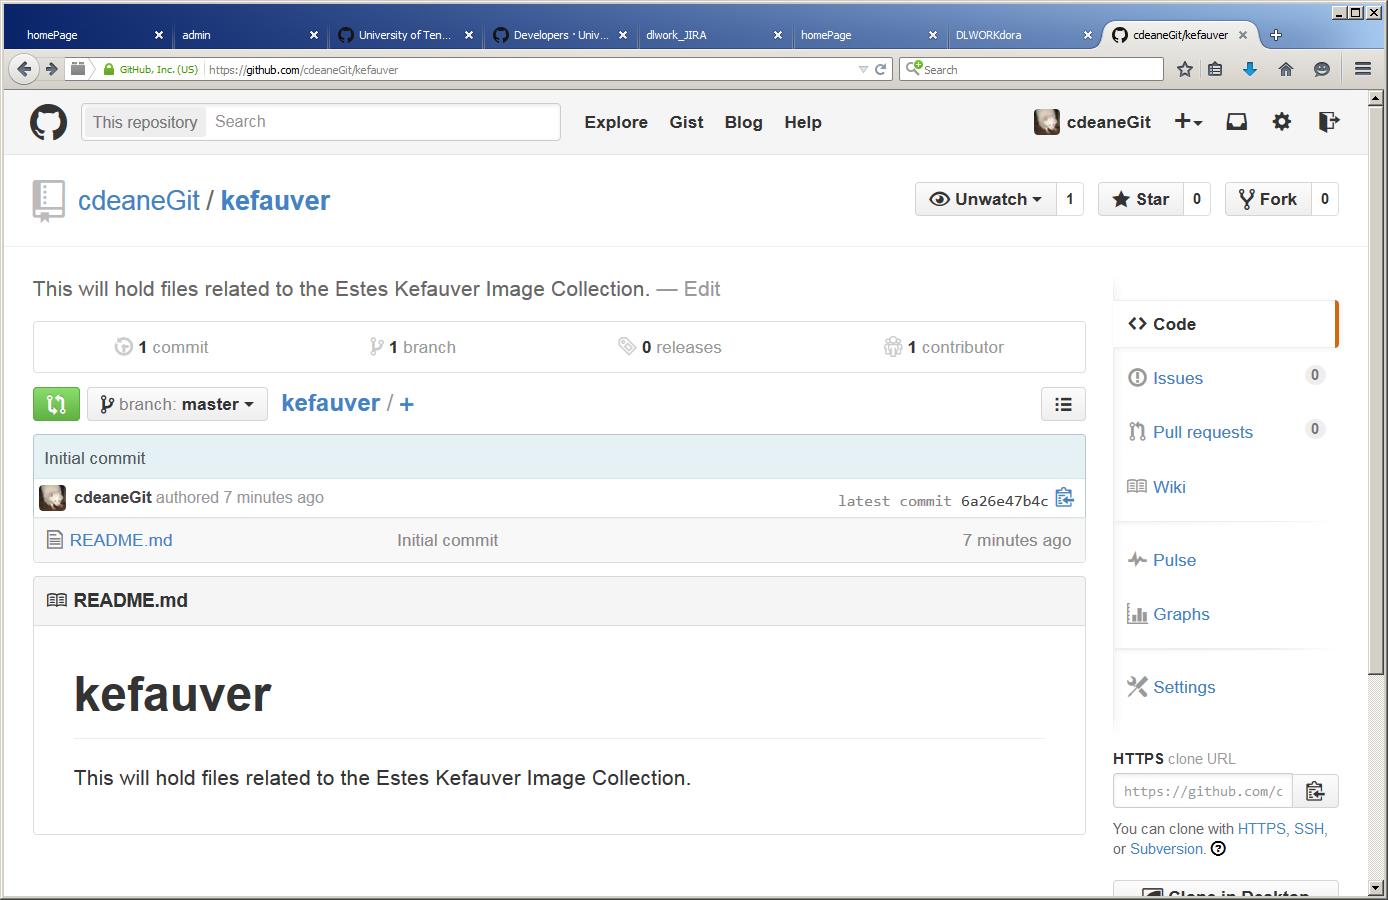 homePage admin University of Ten... Developers · Univ... dlwork_JIRA homePage DLWORKdora cdeaneGit/kefauver
GitHub, Inc. (US) https://github.com/cdeaneGit/kefauver Search
This repository Search Explore Gist Blog Help cdeaneGit
cdeaneGit / kefauver Unwatch 1 Star 0 Fork 0
This will hold files related to the Estes Kefauver Image Collection. — Edit
1 commit 1 branch 0 releases 1 contributor
branch: master kefauver / +
Initial commit
cdeaneGit authored 7 minutes ago latest commit 6a26e47b4c
README.md Initial commit 7 minutes ago
README.md
kefauver
This will hold files related to the Estes Kefauver Image Collection.
Code
Issues 0
Pull requests 0
Wiki
Pulse
Graphs
Settings
HTTPS clone URL
https://github.com/c
You can clone with HTTPS, SSH,
or Subversion.
Clone in Desktop